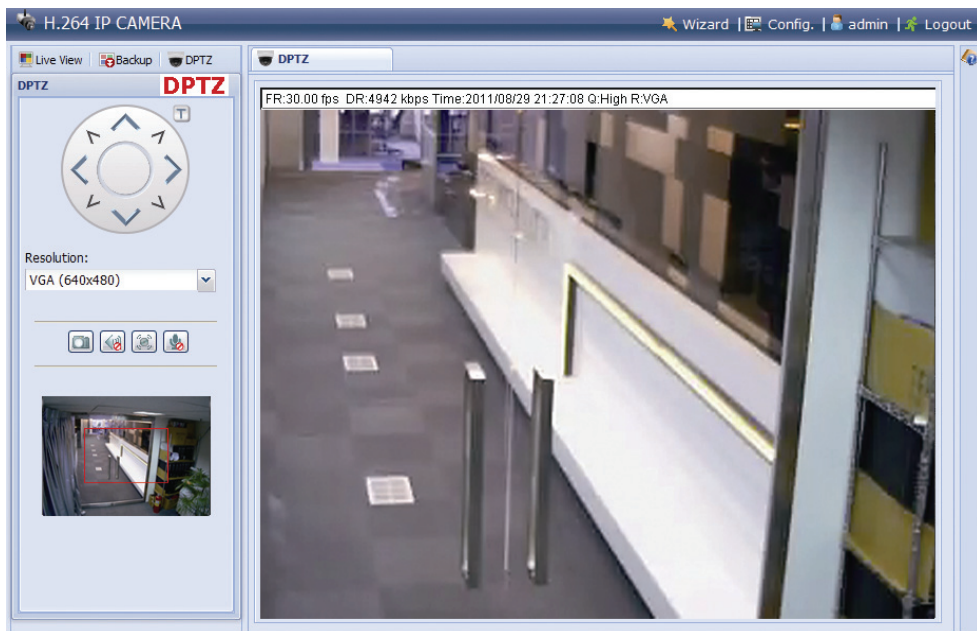 H.264 IP CAMERA
Wizard | Config. | admin | Logout
Live View Backup DPTZ
DPTZ
DPTZ DPTZ
T
FR:30.00 fps DR:4942 kbps Time:2011/08/29 21:27:08 Q:High R:VGA
Resolution:
VGA (640x480)